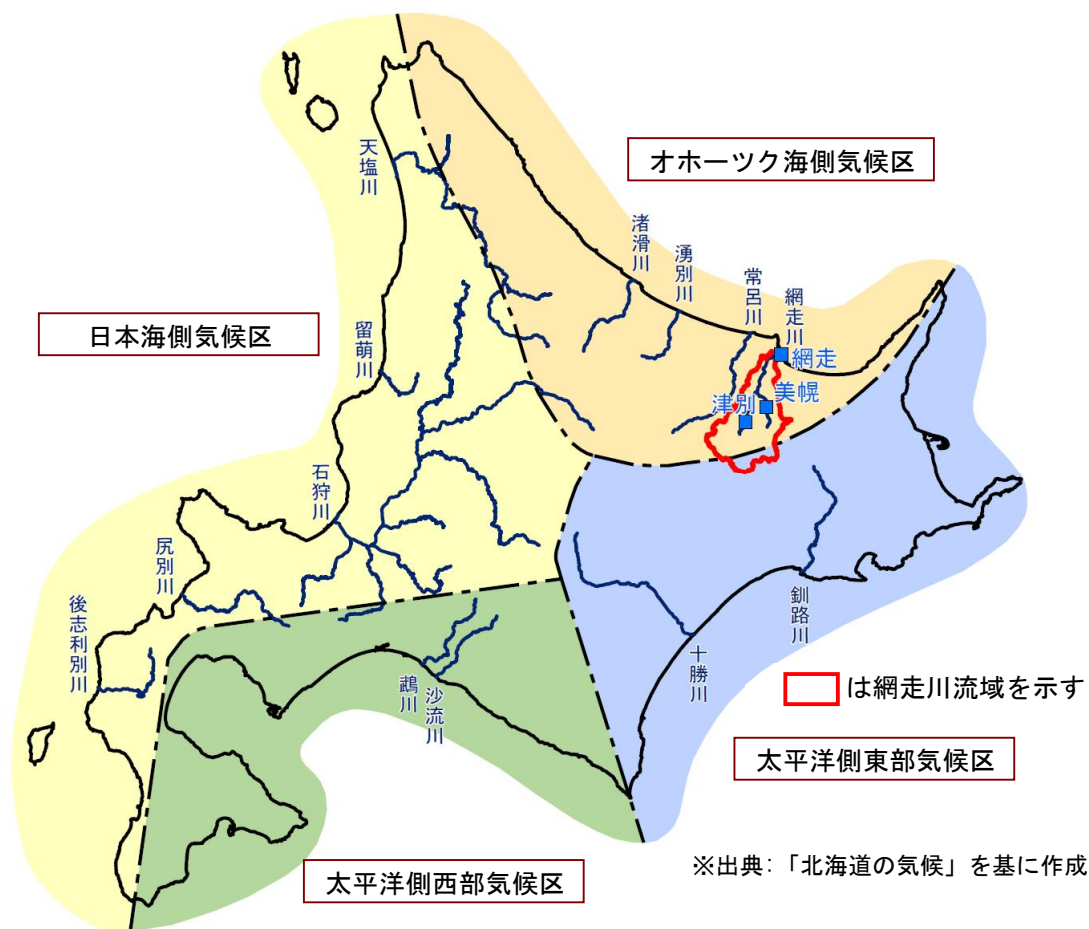 オホーツク海側気候区
天塩川
渚滑川
湧別川
常呂川
網走川
日本海側気候区
留萌川
網走
美幌
津別
石狩川
尻別川
後志利別川
釧路川
十勝川
鵡川
沙流川
は網走川流域を示す
太平洋側東部気候区
太平洋側西部気候区
※出典:「北海道の気候」を基に作成